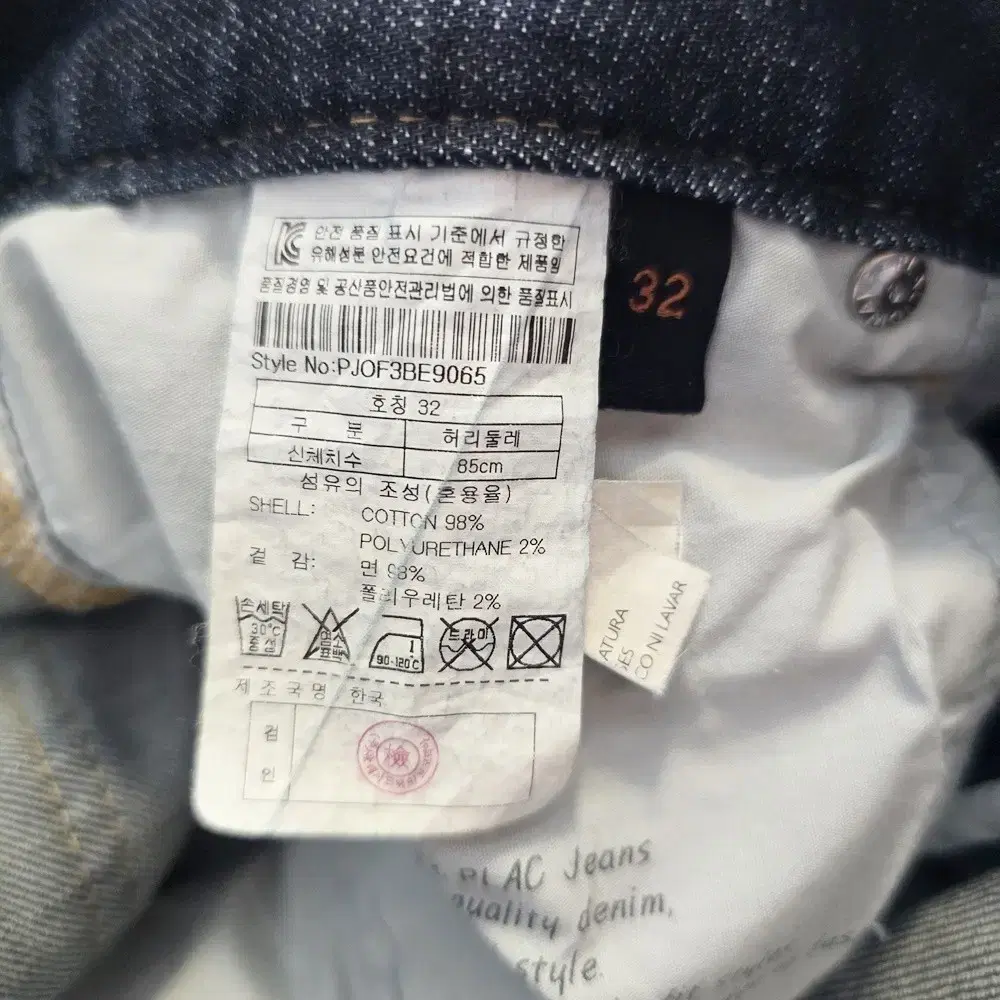 안전 품질 표시 기준에서 규정한
유해성분 안전요건에 적합한 제품임
품질경영 및 공산품안전관리법에 의한 품질표시
Style No:PJOF3BE9065
호칭 32
구 분 허리둘레
신체치수 85cm
섬유의 조성(혼용율)
SHELL: COTTON 98%
POLYURETHANE 2%
겉 감: 면 98%
폴리우레탄 2%
손세탁 30°C 중성
염소 표백
1 90-120°C
드라이
제조국명 : 한국
검 인
檢
32
ATURA
CO NI LAVAR
PLAC Jeans
quality denim,
style.